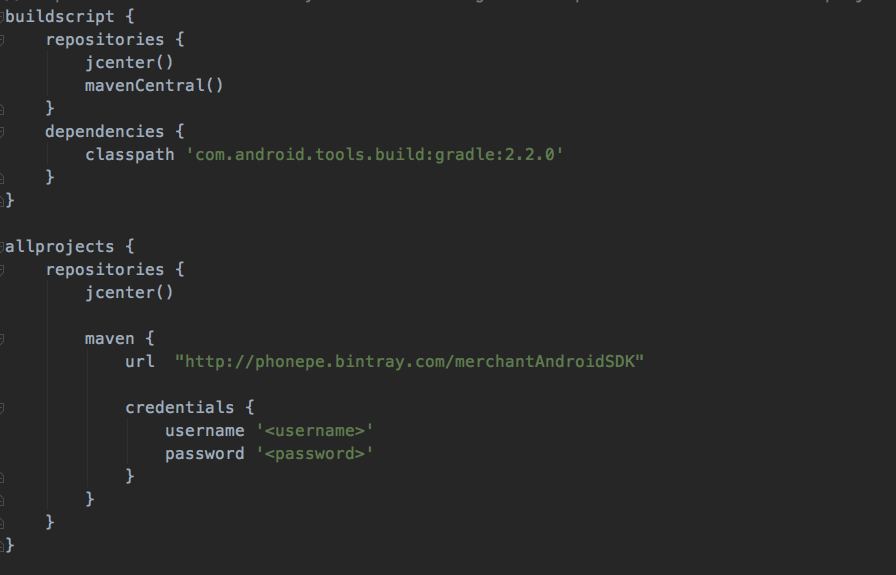 buildscript {
    repositories {
        jcenter()
        mavenCentral()
    }
    dependencies {
        classpath 'com.android.tools.build:gradle:2.2.0'
    }
}
allprojects {
    repositories {
        jcenter()
        maven {
            url  "http://phonepe.bintray.com/merchantAndroidSDK"
            credentials {
                username '<username>'
                password '<password>'
            }
        }
    }
}